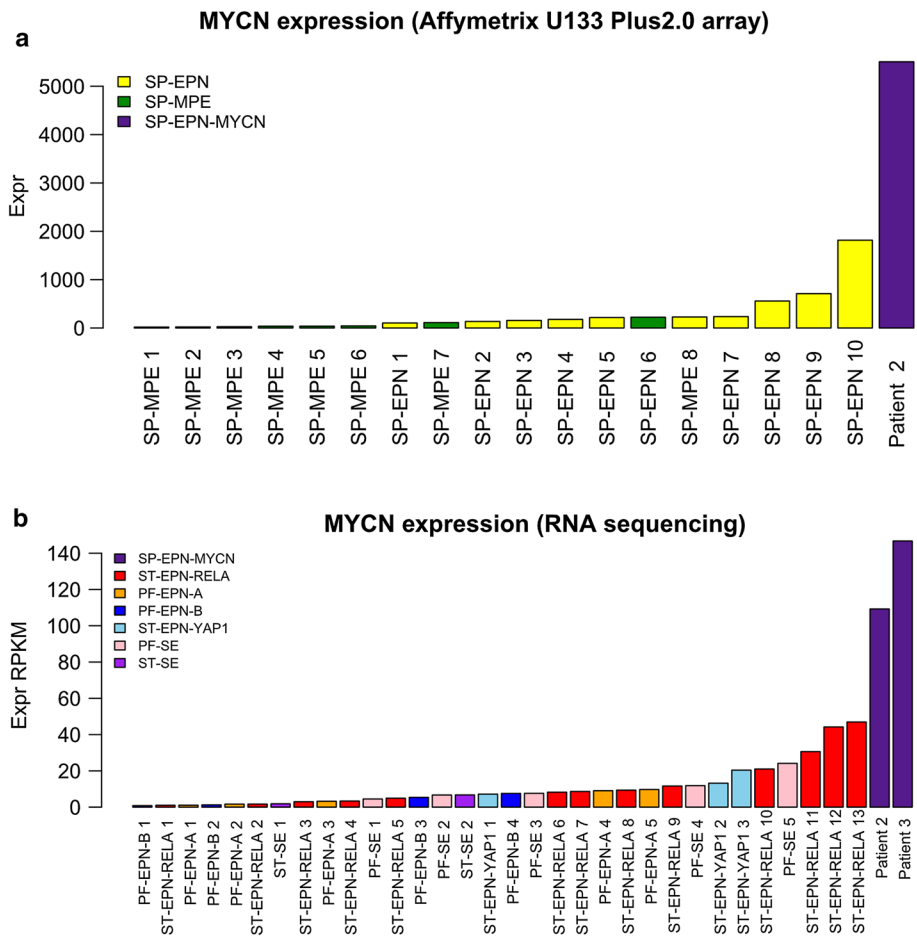 a
MYCN expression (Affymetrix U133 Plus2.0 array)
Expr
5000
4000
3000
2000
1000
0
SP-EPN
SP-MPE
SP-EPN-MYCN
SP-MPE 1
SP-MPE 2
SP-MPE 3
SP-MPE 4
SP-MPE 5
SP-MPE 6
SP-EPN 1
SP-MPE 7
SP-EPN 2
SP-EPN 3
SP-EPN 4
SP-EPN 5
SP-EPN 6
SP-MPE 8
SP-EPN 7
SP-EPN 8
SP-EPN 9
SP-EPN 10
Patient 2
b
MYCN expression (RNA sequencing)
Expr RPKM
140
120
100
80
60
40
20
0
SP-EPN-MYCN
ST-EPN-RELA
PF-EPN-A
PF-EPN-B
ST-EPN-YAP1
PF-SE
ST-SE
PF-EPN-B 1
ST-EPN-RELA 1
PF-EPN-A 1
PF-EPN-B 2
PF-EPN-A 2
ST-EPN-RELA 2
ST-SE 1
ST-EPN-RELA 3
PF-EPN-A 3
ST-EPN-RELA 4
PF-SE 1
ST-EPN-RELA 5
PF-EPN-B 3
PF-SE 2
ST-SE 2
ST-EPN-YAP1 1
PF-EPN-B 4
PF-SE 3
ST-EPN-RELA 6
ST-EPN-RELA 7
PF-EPN-A 4
ST-EPN-RELA 8
PF-EPN-A 5
ST-EPN-RELA 9
PF-SE 4
ST-EPN-YAP1 2
ST-EPN-YAP1 3
ST-EPN-RELA 10
PF-SE 5
ST-EPN-RELA 11
ST-EPN-RELA 12
ST-EPN-RELA 13
Patient 2
Patient 3